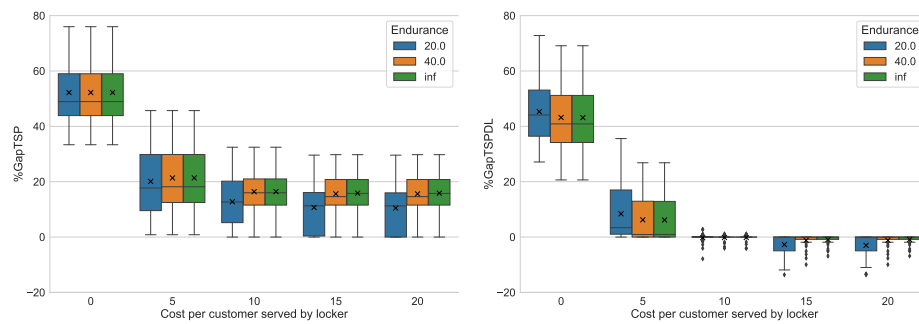 80
60
40
20
0
−20
%GapTSP
0 5 10 15 20
Cost per customer served by locker
Endurance
20.0
40.0
inf
80
60
40
20
0
−20
%GapTSPDL
0 5 10 15 20
Cost per customer served by locker
Endurance
20.0
40.0
inf